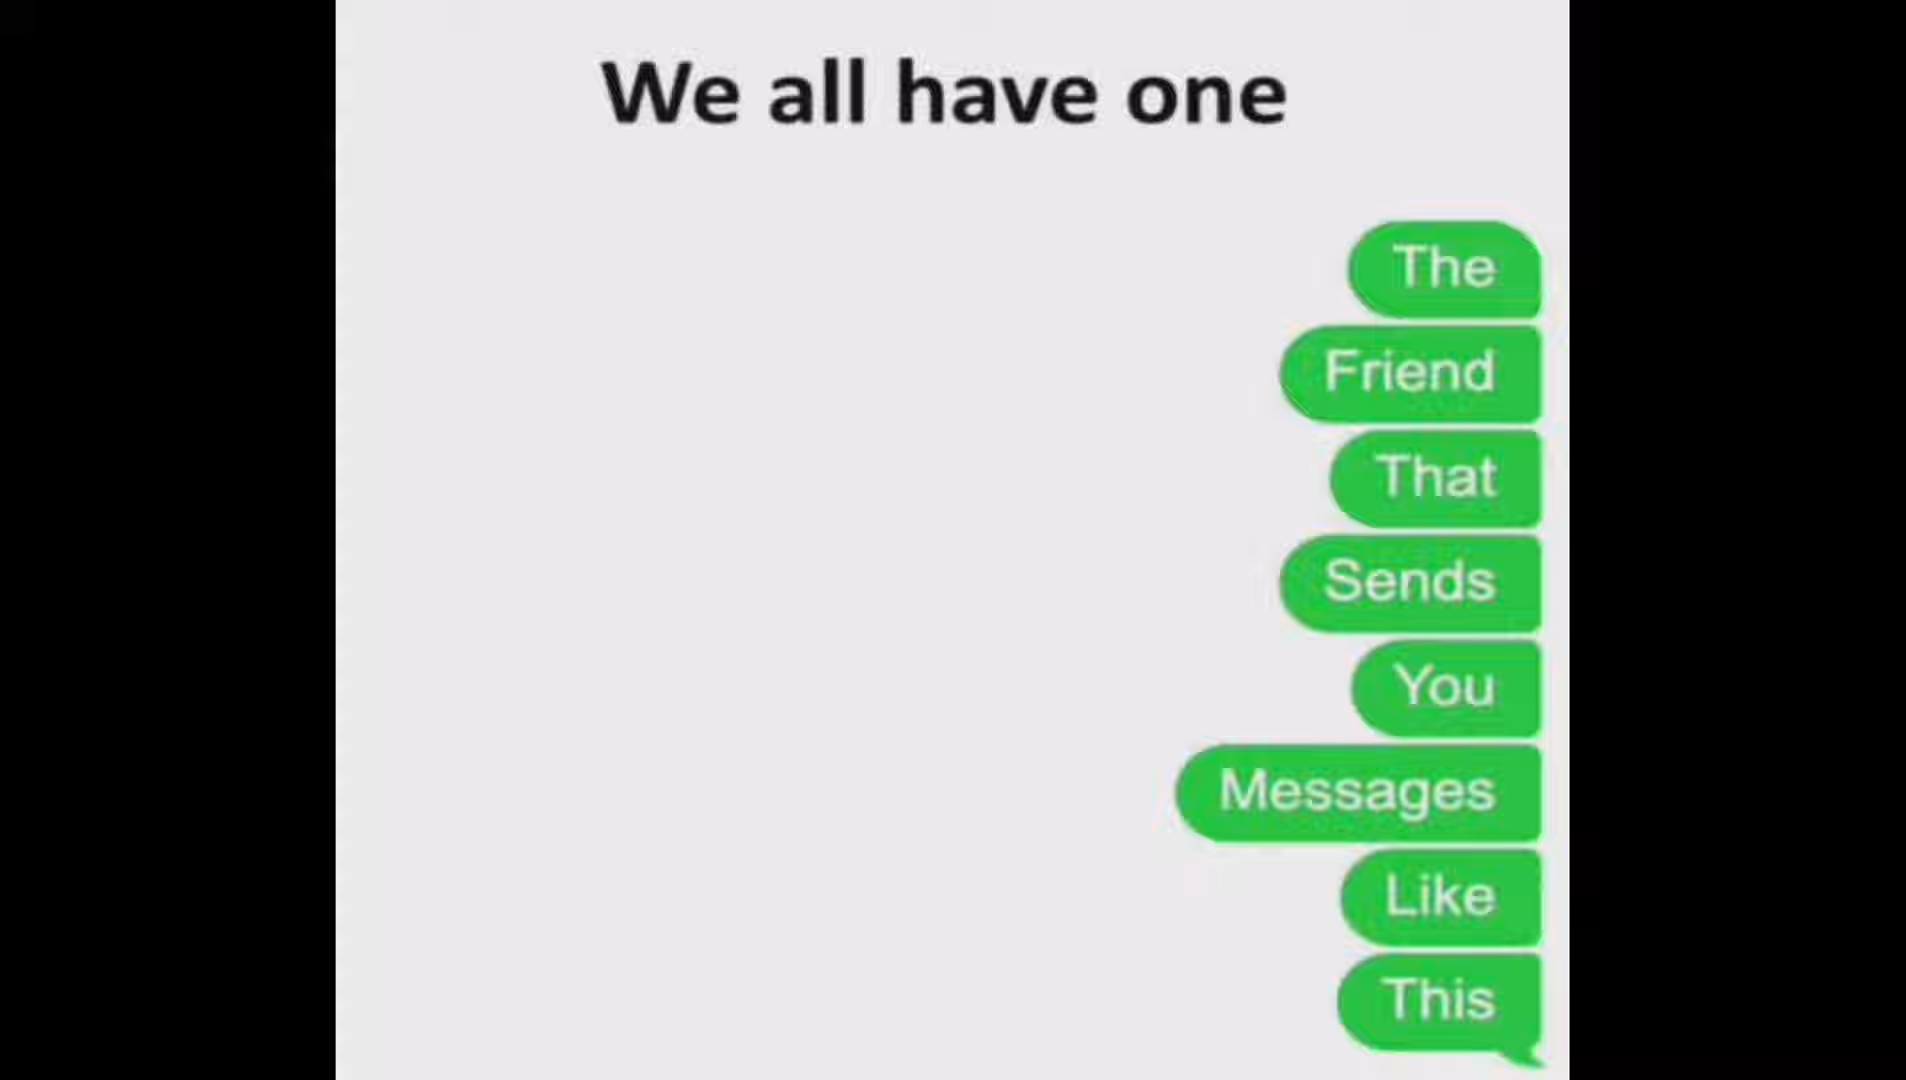 We all have one
The
Friend
That
Sends
You
Messages
Like
This